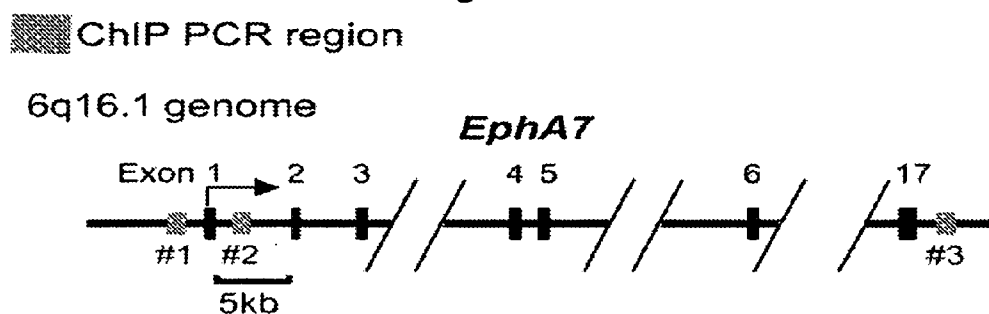 ChIP PCR region
6q16.1 genome
EphA7
Exon 1 2 3 4 5 6 17
#1 #2 #3
5kb